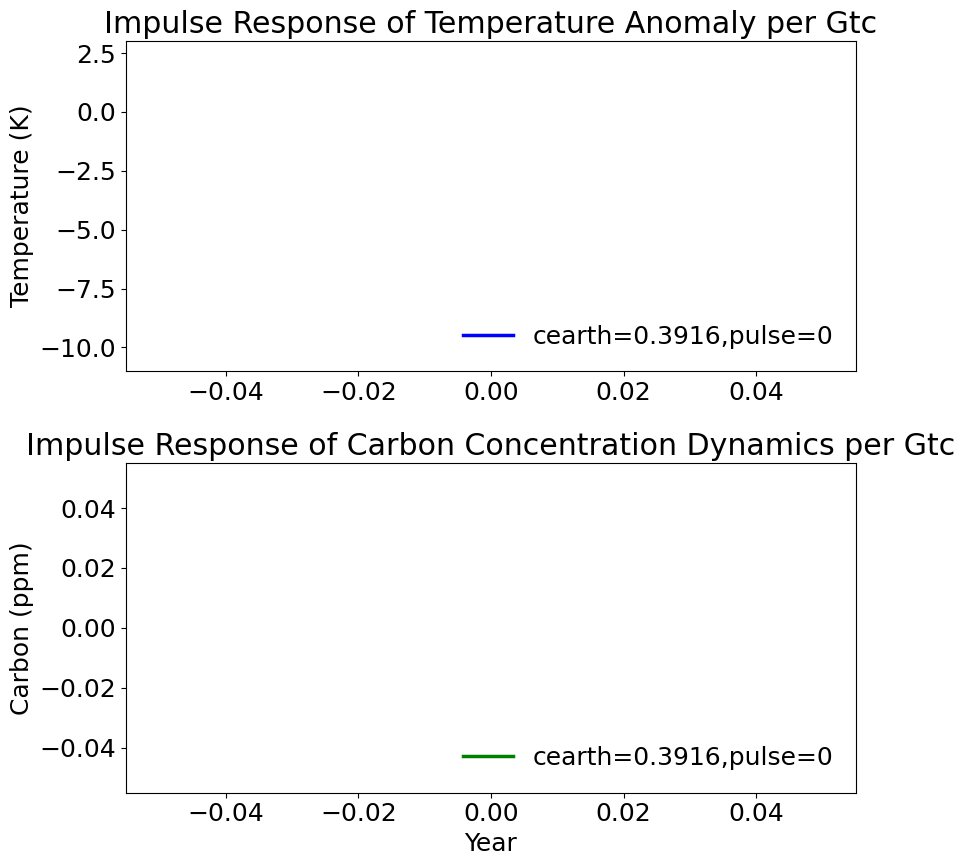 Impulse Response of Temperature Anomaly per Gtc
Temperature (K)
2.5
0.0
−2.5
−5.0
−7.5
−10.0
cearth=0.3916,pulse=0
−0.04 −0.02 0.00 0.02 0.04
Impulse Response of Carbon Concentration Dynamics per Gtc
Carbon (ppm)
0.04
0.02
0.00
−0.02
−0.04
cearth=0.3916,pulse=0
−0.04 −0.02 0.00 0.02 0.04
Year